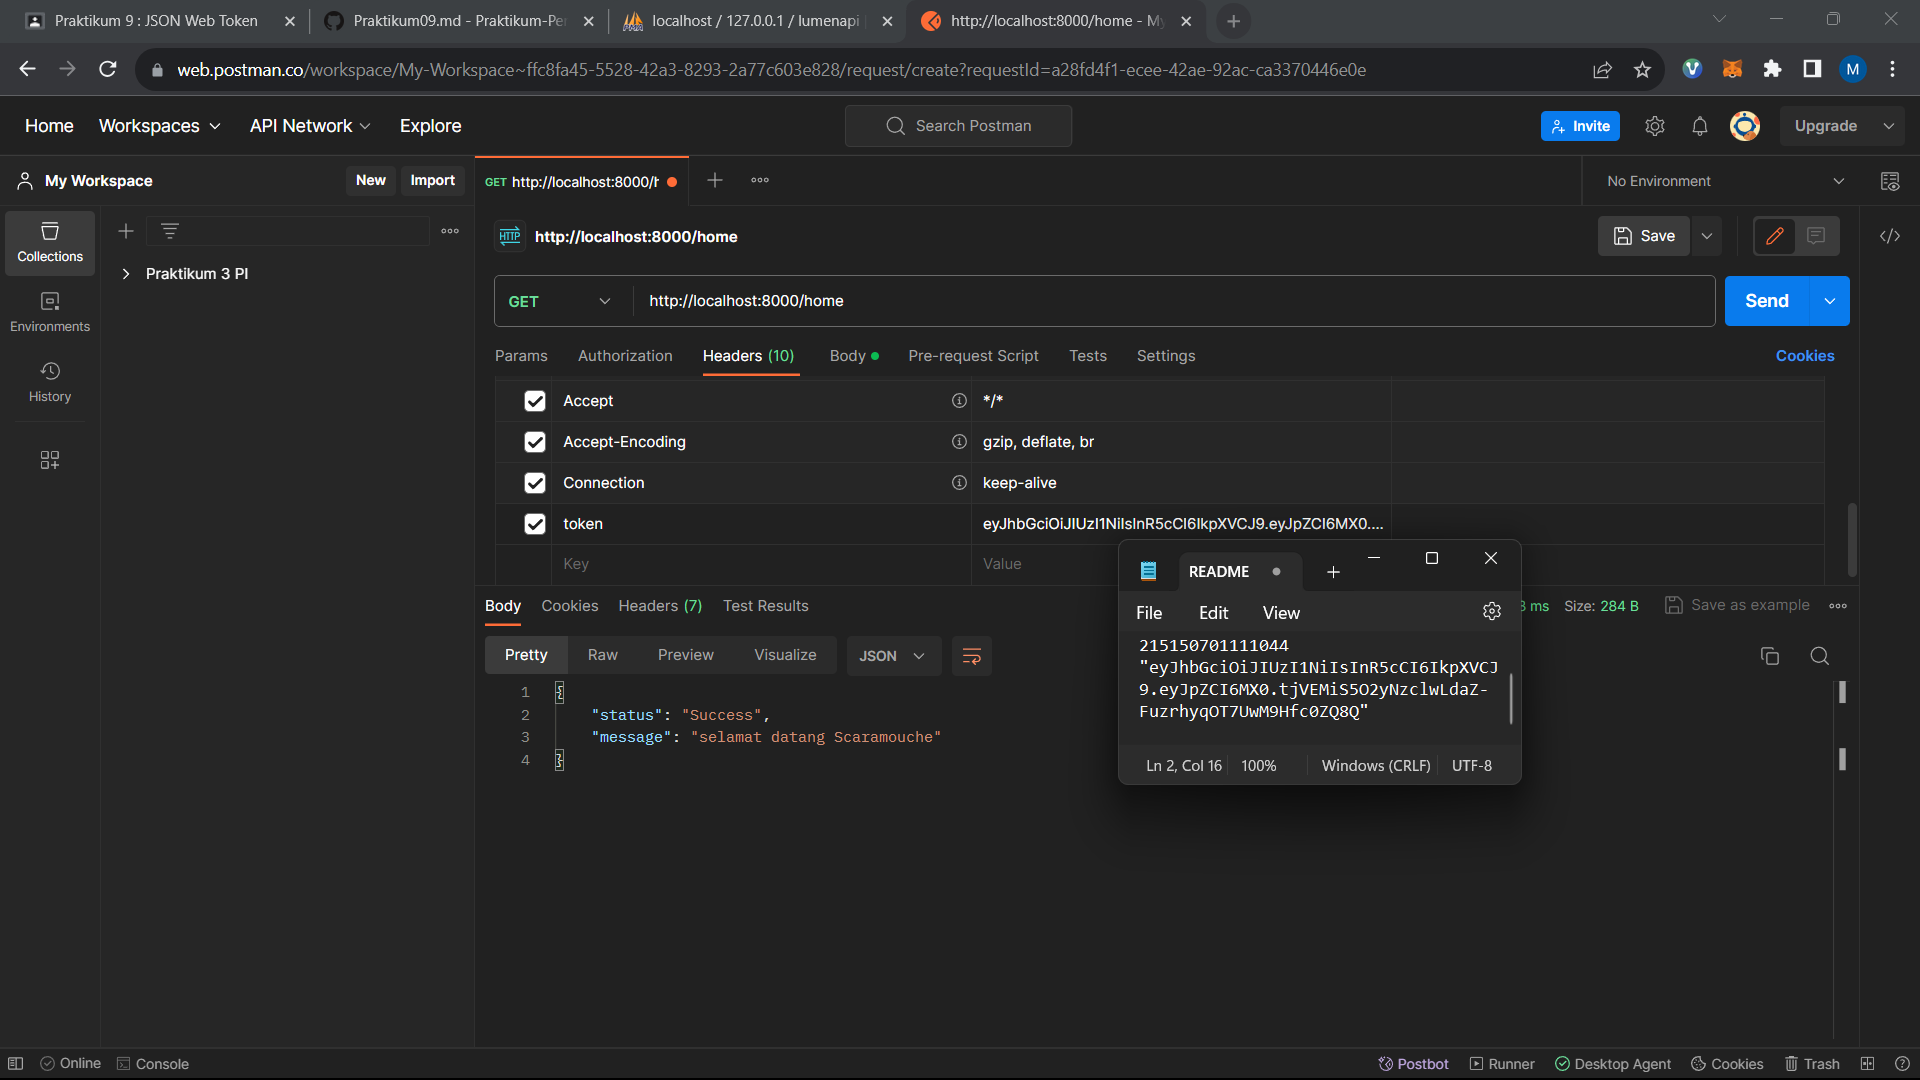 Praktikum 9 : JSON Web Token
Praktikum09.md - Praktikum-Per
localhost / 127.0.0.1 / lumenapi
http://localhost:8000/home - My
web.postman.co/workspace/My-Workspace~ffc8fa45-5528-42a3-8293-2a77c603e828/request/create?requestId=a28fd4f1-ecee-42ae-92ac-ca3370446e0e
M
Home Workspaces API Network Explore
Search Postman
Invite
Upgrade
My Workspace
New Import
GET http://localhost:8000/h
No Environment
Collections
HTTP http://localhost:8000/home
Save
Praktikum 3 PI
Environments
GET http://localhost:8000/home
Send
History
Params Authorization Headers (10) Body Pre-request Script Tests Settings
Cookies
Accept */*
Accept-Encoding gzip, deflate, br
Connection keep-alive
token eyJhbGciOiJIUzI1NiIsInR5cCI6IkpXVCJ9.eyJpZCI6MX0....
Key Value
Body Cookies Headers (7) Test Results
ms Size: 284 B Save as example
Pretty Raw Preview Visualize JSON
1 {
2 "status": "Success",
3 "message": "selamat datang Scaramouche"
4 }
README
File Edit View
215150701111044
"eyJhbGciOiJIUzI1NiIsInR5cCI6IkpXVCJ
9.eyJpZCI6MX0.tjVEMiS5O2yNzclwLdaZ-
FuzrhyqOT7UwM9Hfc0ZQ8Q"
Ln 2, Col 16 100% Windows (CRLF) UTF-8
Online Console
Postbot Runner Desktop Agent Cookies Trash